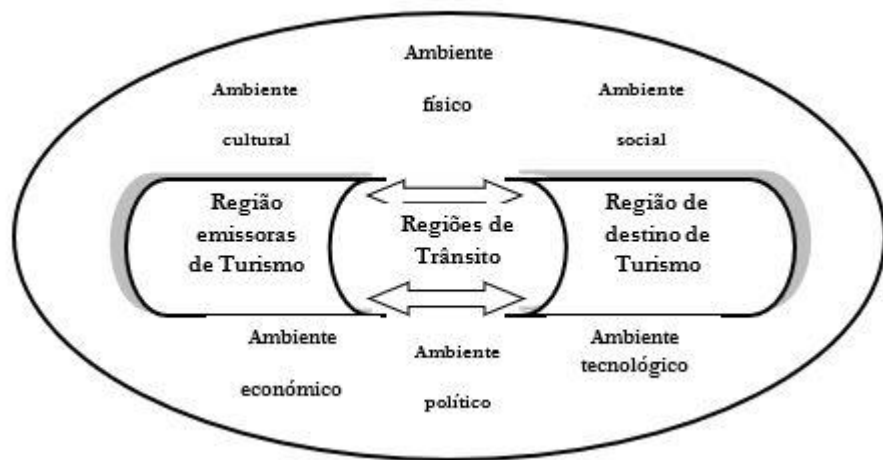 Ambiente
físico
Ambiente
cultural
Ambiente
social
Região
emissoras
de Turismo
Regiões de
Trânsito
Região de
destino de
Turismo
Ambiente
económico
Ambiente
político
Ambiente
tecnológico